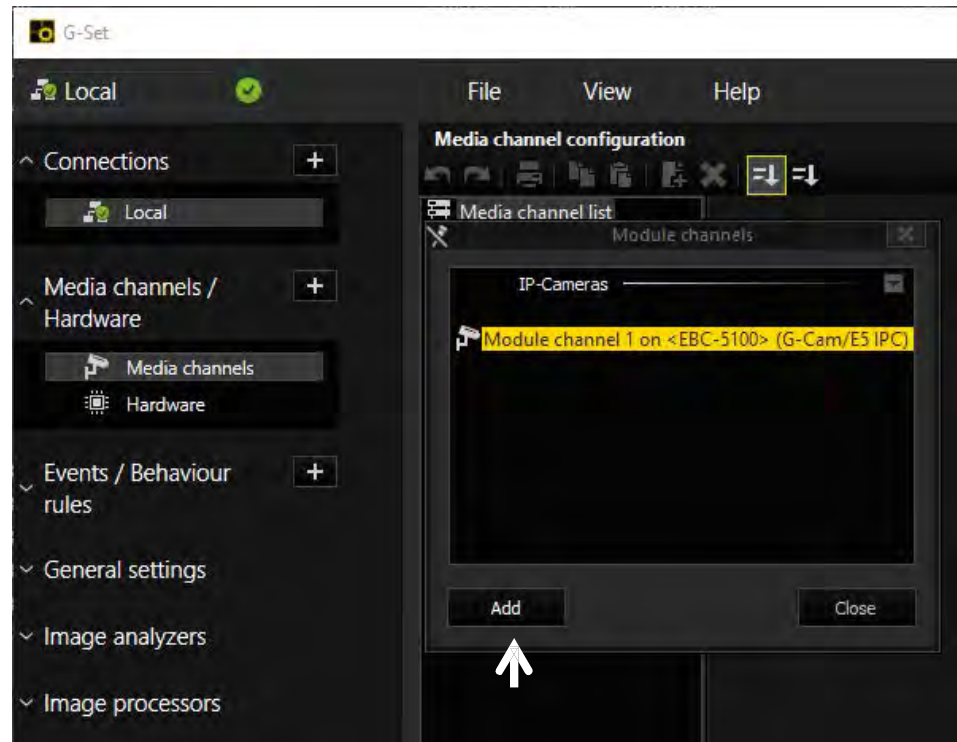 G-Set
Local
File View Help
Connections +
Local
Media channels / +
Hardware
Media channels
Hardware
Events / Behaviour +
rules
General settings
Image analyzers
Image processors
Media channel configuration
Media channel list
Module channels
IP-Cameras
Module channel 1 on <EBC-5100> (G-Cam/E5 IPC)
Add Close